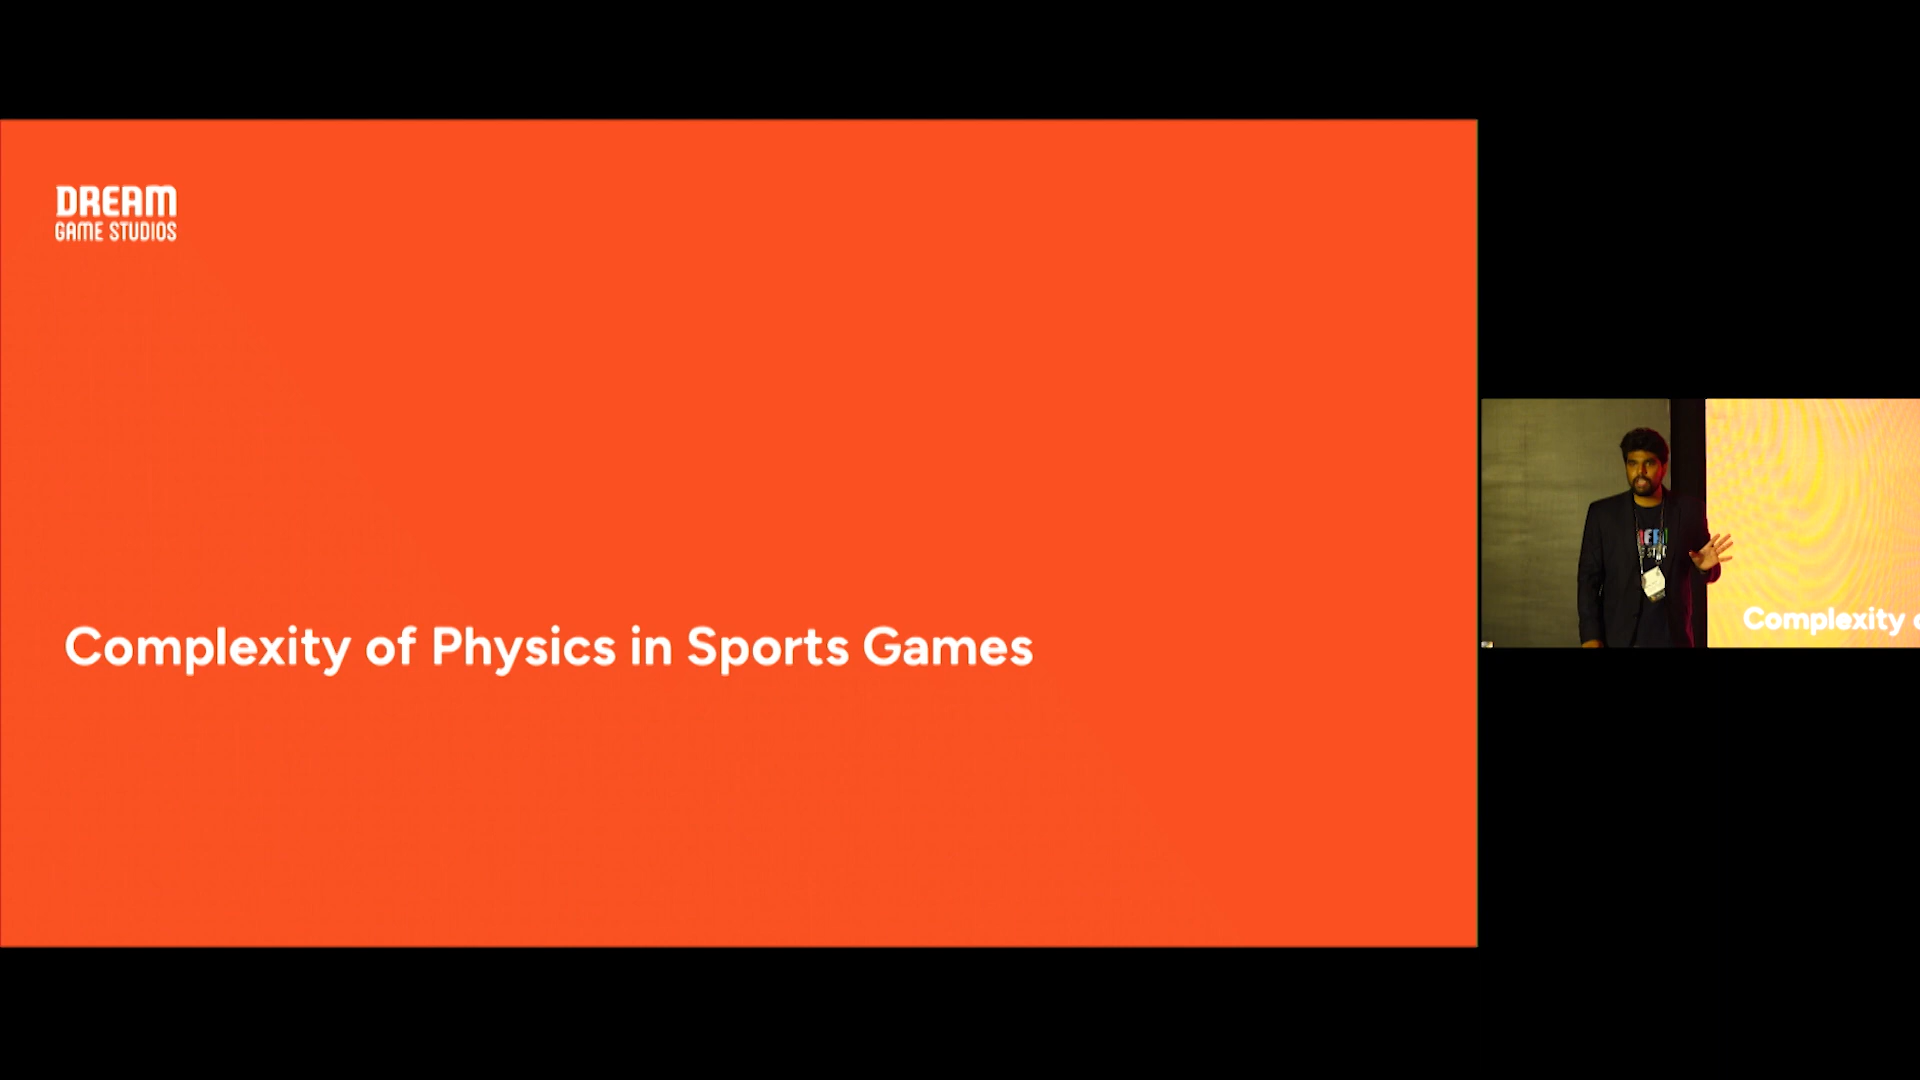 DREAM
GAME STUDIOS
Complexity of Physics in Sports Games
Complexity